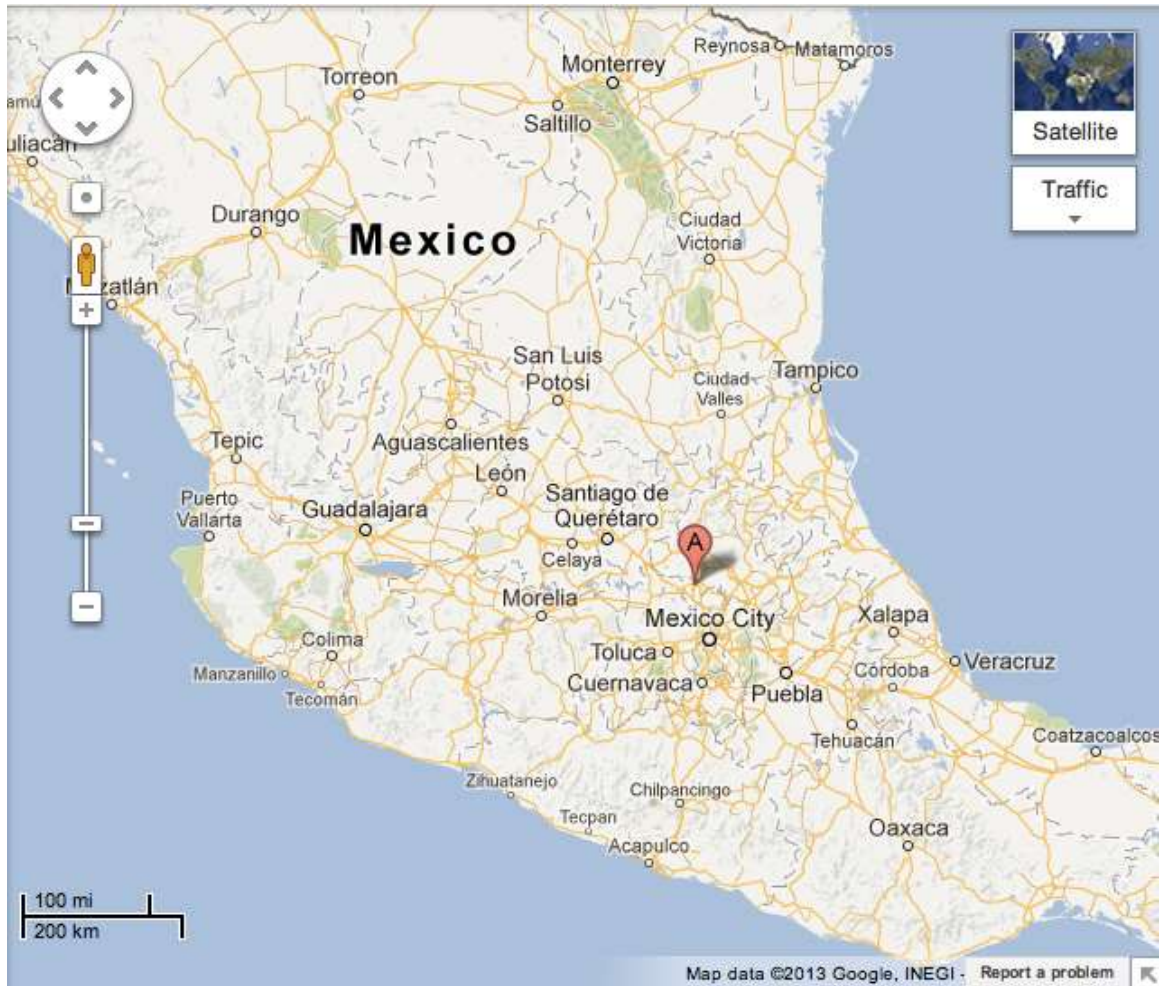 Reynosa
Matamoros
Monterrey
Torreon
Saltillo
Satellite
uliacán
Traffic
Durango
Ciudad
Victoria
Mexico
zatlán
San Luis
Potosi
Ciudad
Valles
Tampico
Aguascalientes
Tepic
León
Puerto
Vallarta
Guadalajara
Santiago de
Querétaro
A
Celaya
Morelia
Mexico City
Xalapa
Colima
Toluca
Veracruz
Manzanillo
Cuernavaca
Puebla
Córdoba
Tecomán
Tehuacán
Coatzacoalcos
Zihuatanejo
Chilpancingo
Tecpan
Oaxaca
Acapulco
100 mi
200 km
Map data ©2013 Google, INEGI - Report a problem